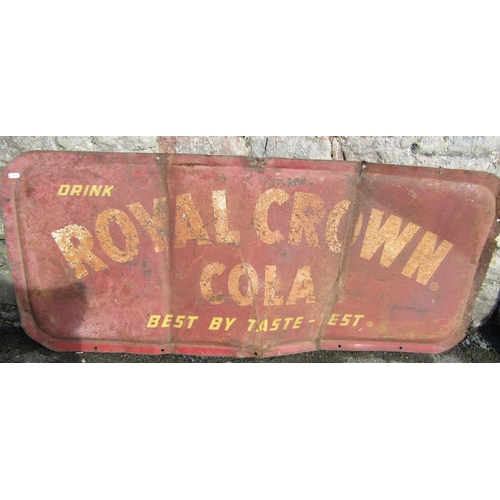 DRINK
ROYAL CROWN®
COLA
BEST BY TASTE-TEST®